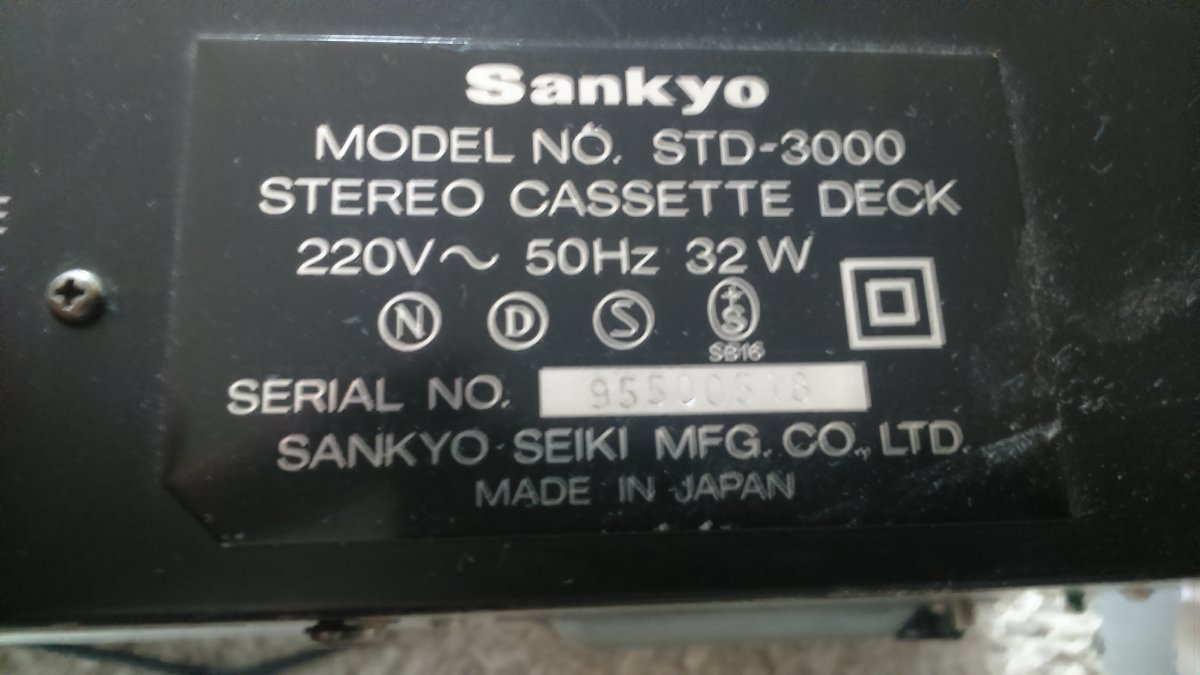 Sankyo
MODEL NO. STD-3000
STEREO CASSETTE DECK
220V~ 50Hz 32W
N D S +S
SB16
SERIAL NO. 95500516
SANKYO SEIKI MFG. CO., LTD.
MADE IN JAPAN